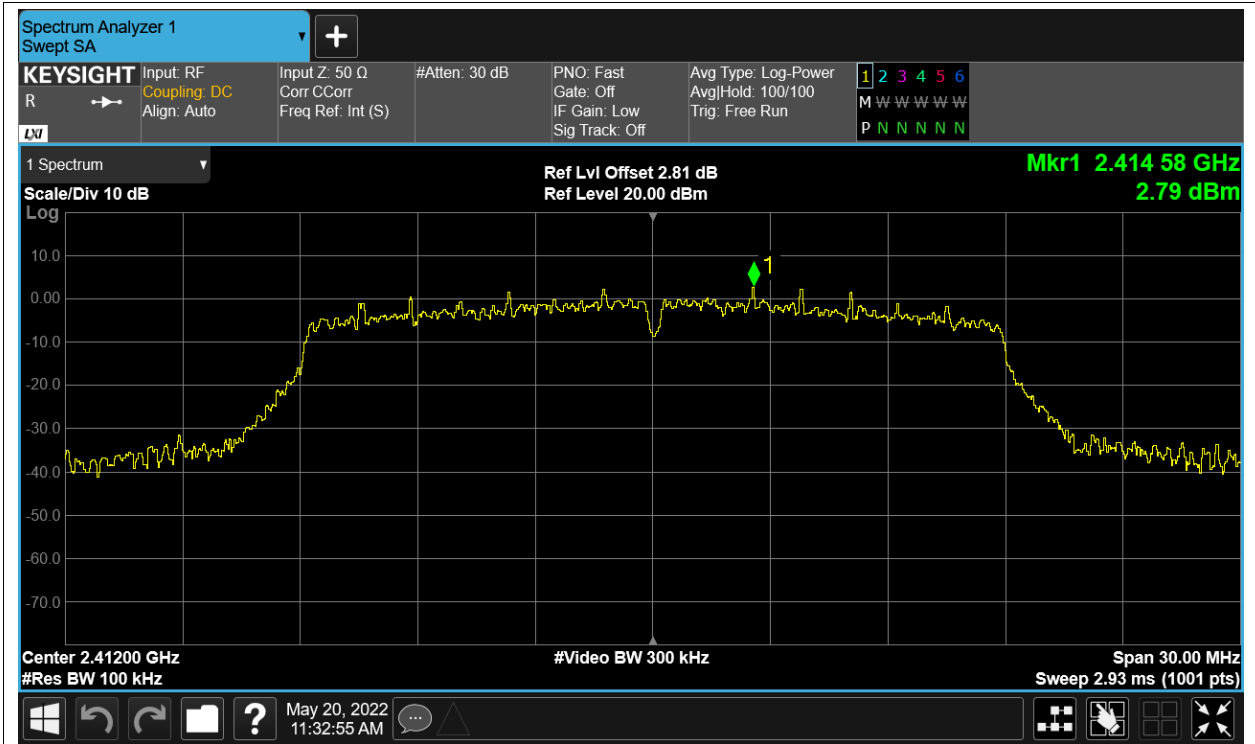 Spectrum Analyzer 1
Swept SA
▼
+
KEYSIGHT
R
LXI
Input: RF
Coupling: DC
Align: Auto
Input Z: 50 Ω
Corr CCorr
Freq Ref: Int (S)
#Atten: 30 dB
PNO: Fast
Gate: Off
IF Gain: Low
Sig Track: Off
Avg Type: Log-Power
Avg|Hold: 100/100
Trig: Free Run
1 2 3 4 5 6
M W W W W W
P N N N N N
1 Spectrum ▼
Scale/Div 10 dB
Log
Ref Lvl Offset 2.81 dB
Ref Level 20.00 dBm
Mkr1 2.414 58 GHz
2.79 dBm
1
10.0
0.00
-10.0
-20.0
-30.0
-40.0
-50.0
-60.0
-70.0
Center 2.41200 GHz
#Res BW 100 kHz
#Video BW 300 kHz
Span 30.00 MHz
Sweep 2.93 ms (1001 pts)
?
May 20, 2022
11:32:55 AM